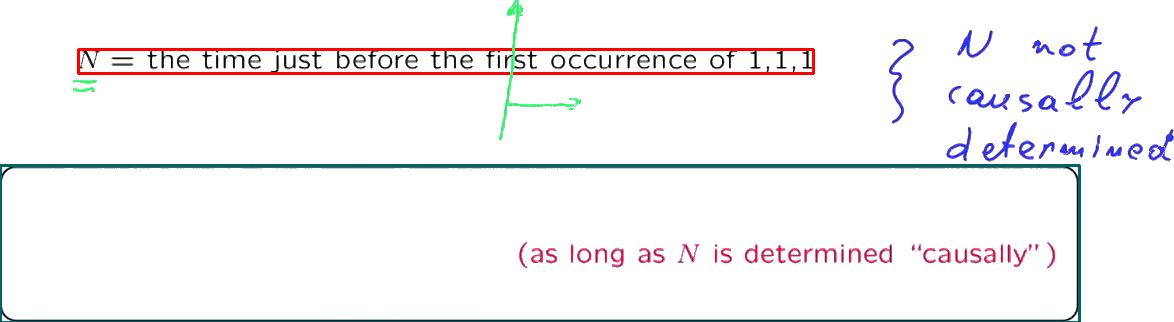 N = the time just before the first occurrence of 1,1,1
N not
causally
determined
(as long as N is determined “causally”)